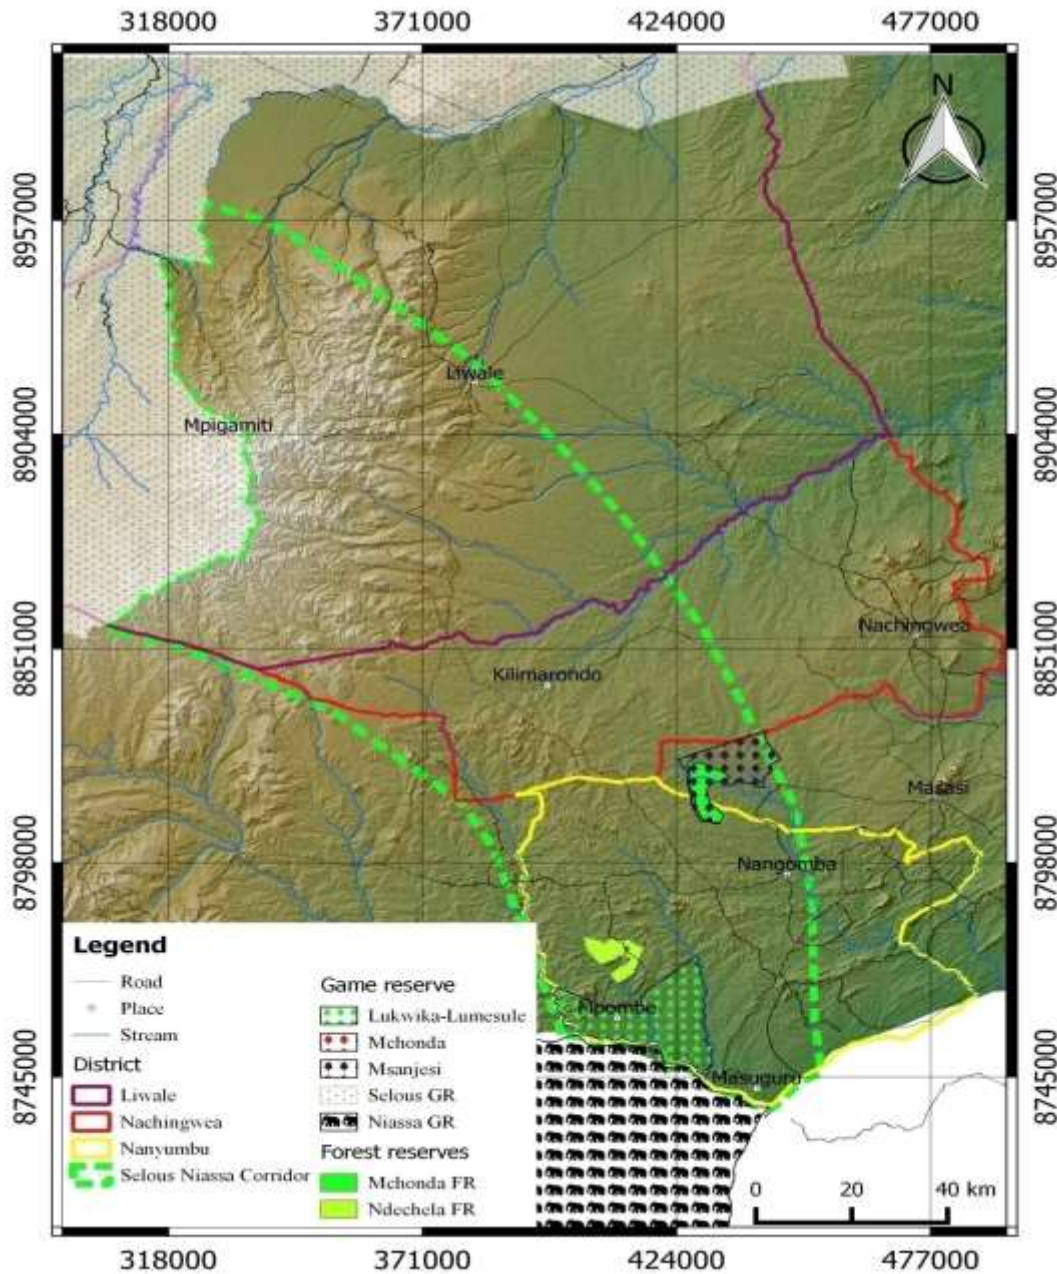 318000 371000 424000 477000
N
8957000 8957000
Liwale
8904000 8904000
Mpigamiti
Nachingwea
8851000 8851000
Kilimarondo
Masasi
8798000 8798000
Nangomba
Mpombe
Masuguru
8745000 8745000
Legend
Road
Place
Stream
District
Liwale
Nachingwea
Nanyumbu
Selous Niassa Corridor
Game reserve
Lukwika-Lumesule
Mchonda
Msanjesi
Selous GR
Niassa GR
Forest reserves
Mchonda FR
Ndechela FR
0 20 40 km
318000 371000 424000 477000